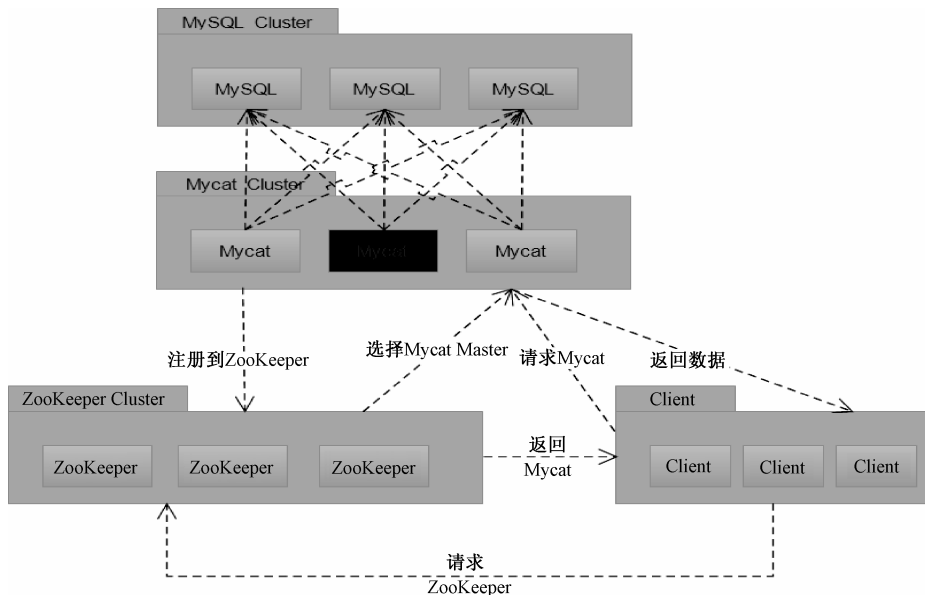 MySQL Cluster
MySQL MySQL MySQL
Mycat Cluster
Mycat Mycat Mycat
注册到ZooKeeper
选择Mycat Master
请求Mycat
返回数据
ZooKeeper Cluster
ZooKeeper ZooKeeper ZooKeeper
返回
Mycat
Client
Client Client Client
请求
ZooKeeper